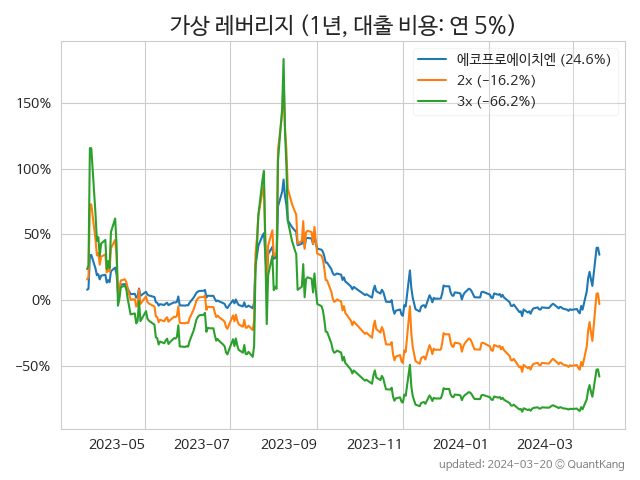 가상 레버리지 (1년, 대출 비용: 연 5%)
에코프로에이치엔 (24.6%)
2x (−16.2%)
3x (−66.2%)
150%
100%
50%
0%
−50%
2023-05 2023-07 2023-09 2023-11 2024-01 2024-03
updated: 2024-03-20 © QuantKang